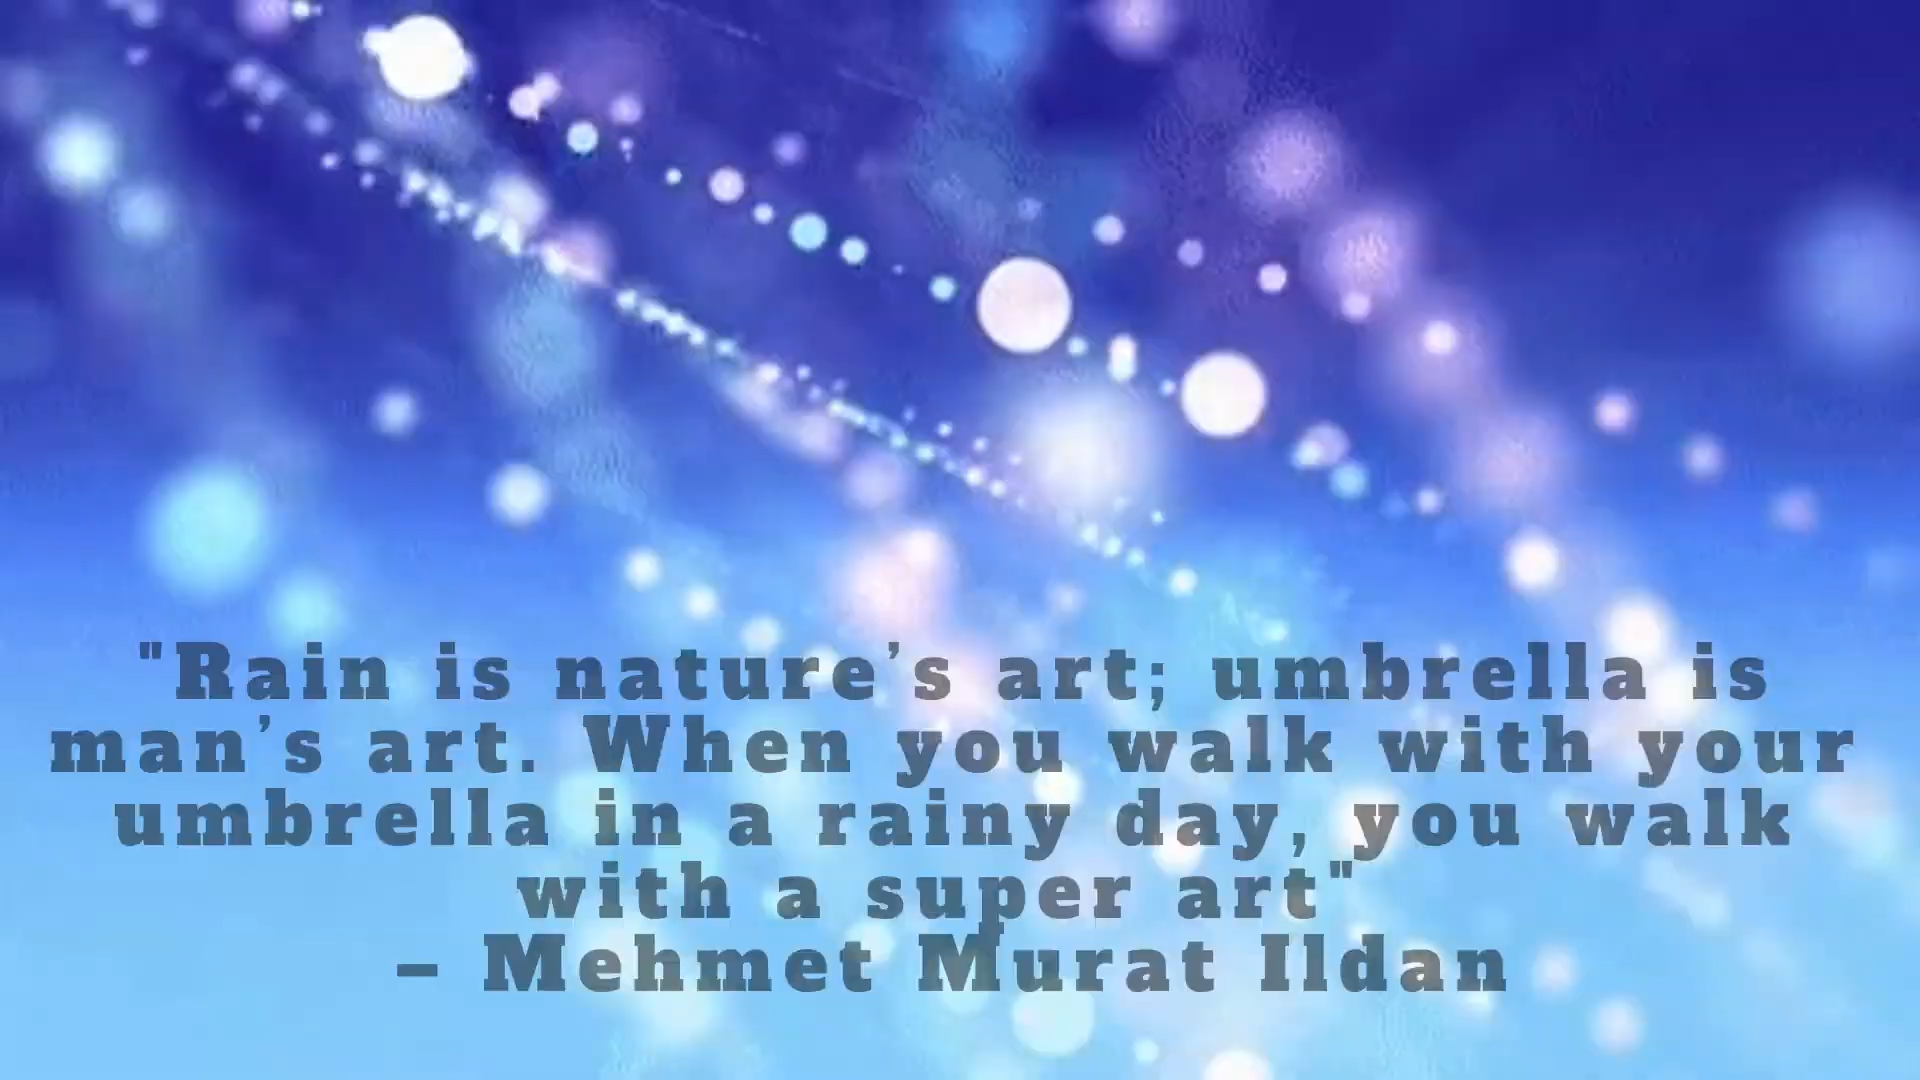 "Rain is nature’s art; umbrella is
man’s art. When you walk with your
umbrella in a rainy day, you walk
with a super art"
– Mehmet Murat Ildan